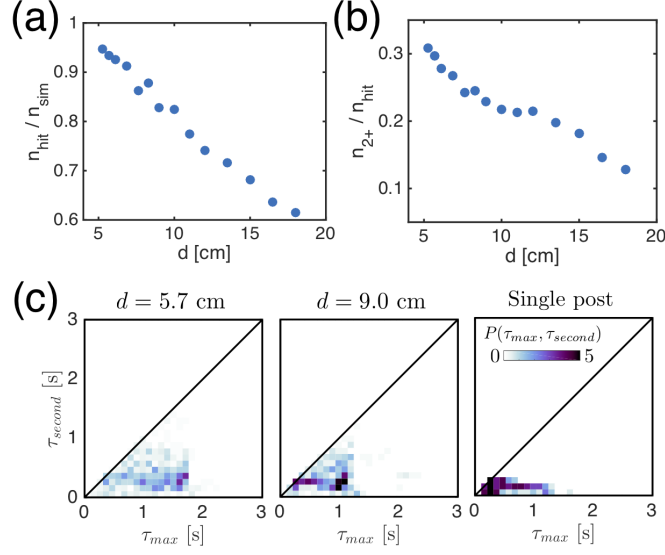 (a)
1
0.9
0.8
0.7
0.6
n_hit / n_sim
5 10 15 20
d [cm]
(b)
0.3
0.2
0.1
n_2+ / n_hit
5 10 15 20
d [cm]
(c)
d = 5.7 cm
d = 9.0 cm
Single post
3
2
1
0
τ_second [s]
0 1 2 3
τ_max [s]
0 1 2 3
τ_max [s]
P(τ_max, τ_second)
0 5
0 1 2 3
τ_max [s]